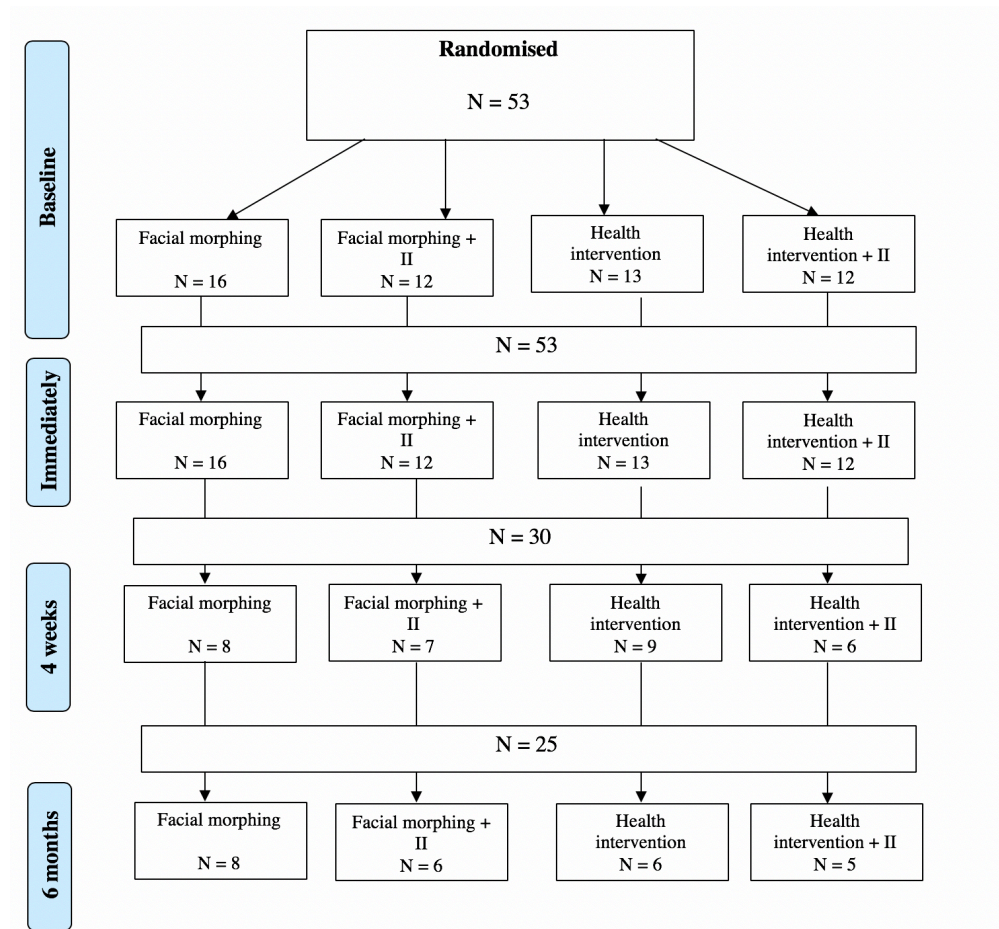 Baseline
Randomised
N = 53
Facial morphing
N = 16
Facial morphing +
II
N = 12
Health
intervention
N = 13
Health
intervention + II
N = 12
N = 53
Immediately
Facial morphing
N = 16
Facial morphing +
II
N = 12
Health
intervention
N = 13
Health
intervention + II
N = 12
N = 30
4 weeks
Facial morphing
N = 8
Facial morphing +
II
N = 7
Health
intervention
N = 9
Health
intervention + II
N = 6
N = 25
6 months
Facial morphing
N = 8
Facial morphing +
II
N = 6
Health
intervention
N = 6
Health
intervention + II
N = 5